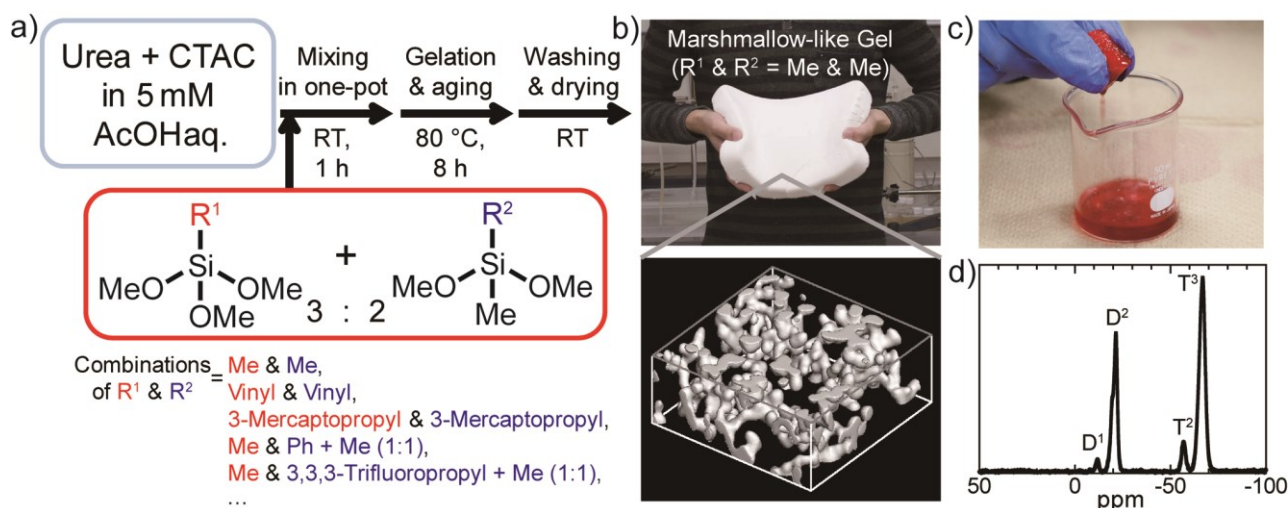 a)
Urea + CTAC
in 5 mM
AcOHaq.
Mixing
in one-pot
RT,
1 h
Gelation
& aging
80 °C,
8 h
Washing
& drying
RT
R¹
Si
MeO
OMe
OMe
+
3 : 2
R²
Si
MeO
OMe
Me
Combinations
of R¹ & R²
=
Me & Me,
Vinyl & Vinyl,
3-Mercaptopropyl & 3-Mercaptopropyl,
Me & Ph + Me (1:1),
Me & 3,3,3-Trifluoropropyl + Me (1:1),
...
b)
Marshmallow-like Gel
(R¹ & R² = Me & Me)
c)
d)
D¹
D²
T²
T³
50 0 -50 -100
ppm